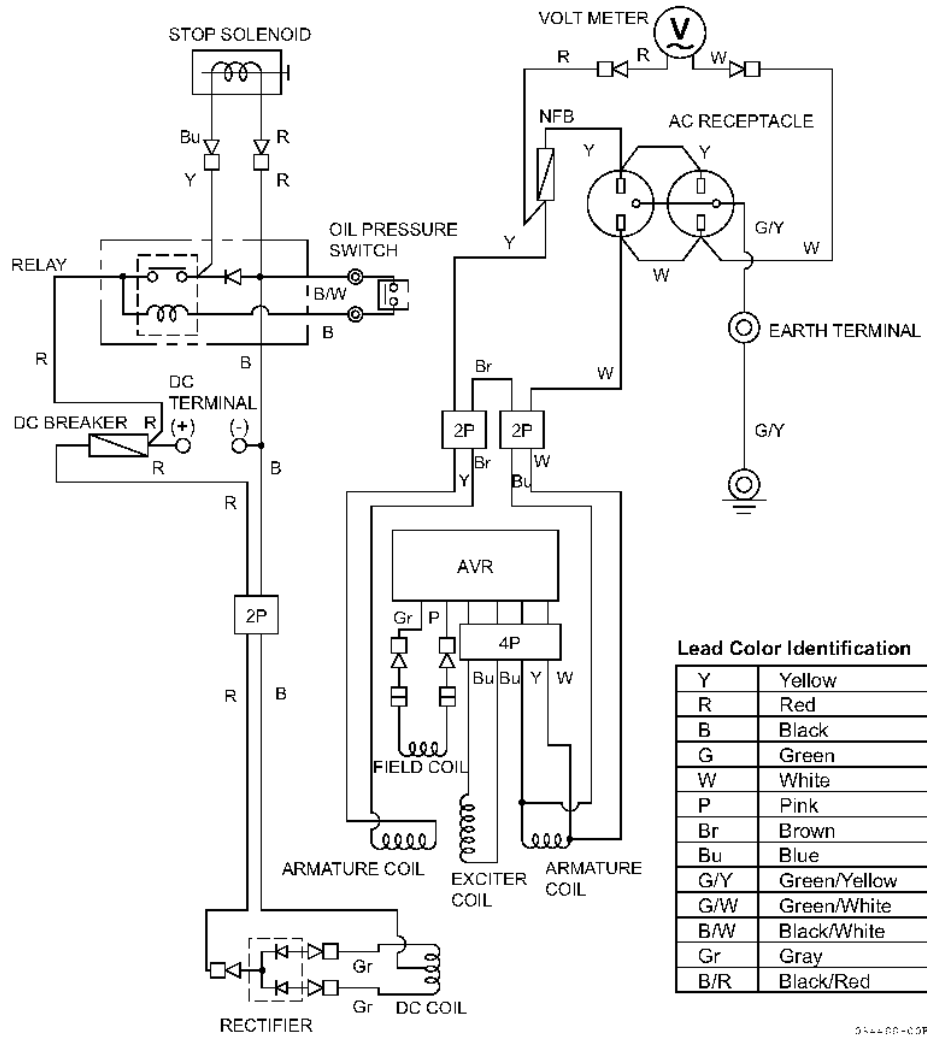 VOLT METER
V
STOP SOLENOID
R
R
W
NFB
AC RECEPTACLE
Bu
R
Y
Y
Y
R
OIL PRESSURE
SWITCH
G/Y
Y
W
W
RELAY
B/W
B
EARTH TERMINAL
R
B
DC
TERMINAL
Br
W
DC BREAKER
R
(+)
(-)
2P
2P
G/Y
R
B
Br
W
Y
Bu
R
AVR
2P
Gr
P
4P
Bu
Bu
Y
W
R
B
FIELD COIL
ARMATURE COIL
EXCITER
COIL
ARMATURE
COIL
Gr
Gr
DC COIL
RECTIFIER
Lead Color Identification
Y Yellow
R Red
B Black
G Green
W White
P Pink
Br Brown
Bu Blue
G/Y Green/Yellow
G/W Green/White
B/W Black/White
Gr Gray
B/R Black/Red